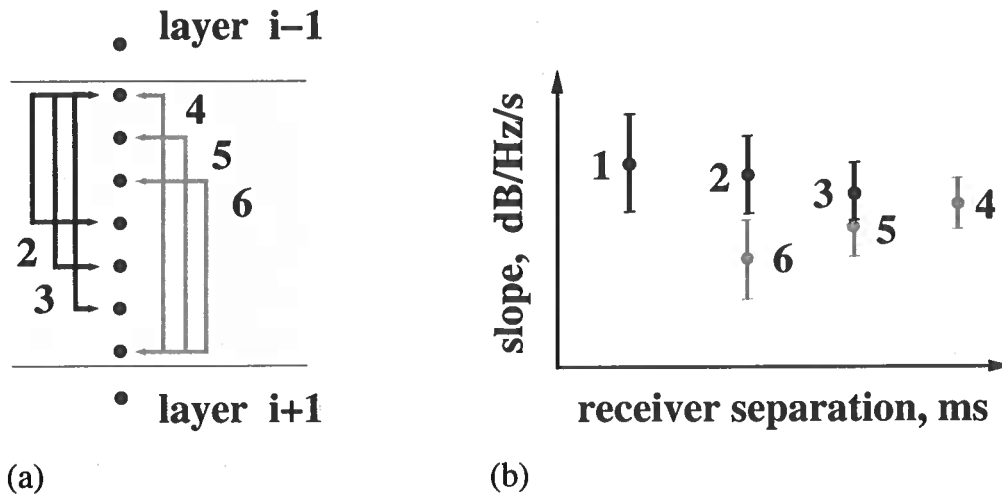 layer i–1
4
5
6
2
3
layer i+1
(a)
slope, dB/Hz/s
1
2
3
4
5
6
receiver separation, ms
(b)